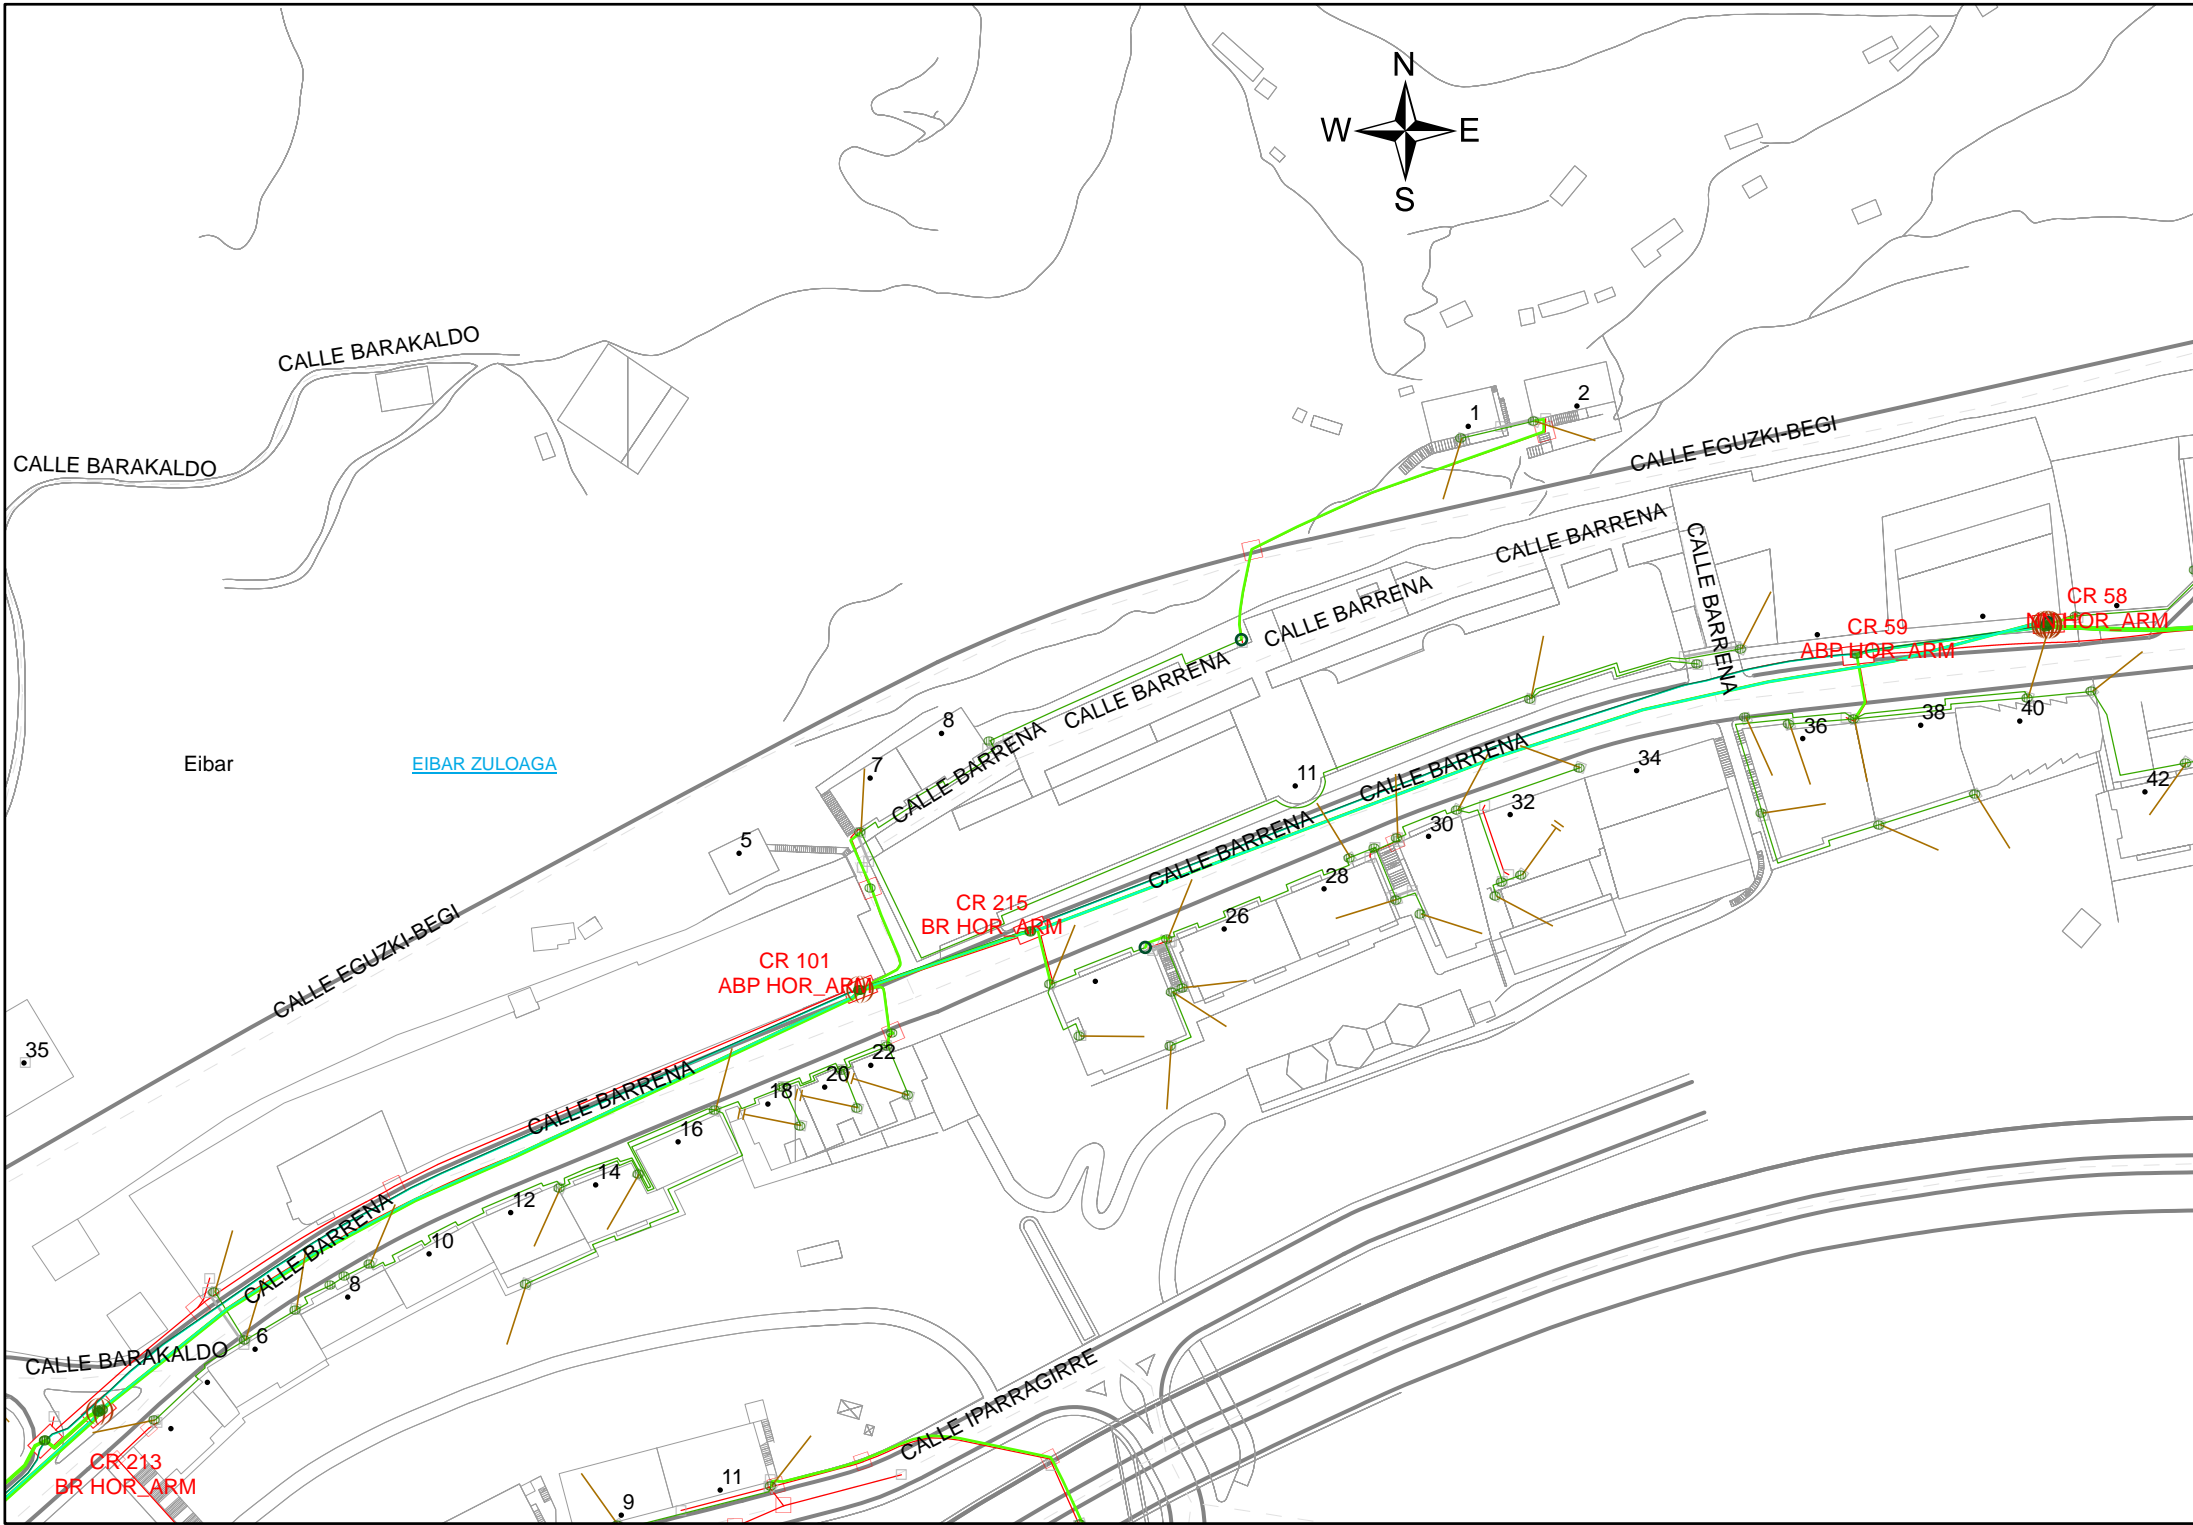 N
W
E
S
CALLE BARAKALDO
CALLE BARAKALDO
1
2
CALLE EGUZKI-BEGI
CALLE BARRENA
CALLE BARRENA
CALLE BARRENA
CALLE BARRENA
CR 58
HOR_ARM
CR 59
ABP HOR_ARM
8
7
CALLE BARRENA
5
11
CALLE BARRENA
34
36
38
40
42
32
30
28
26
CALLE BARRENA
Eibar
EIBAR ZULOAGA
CR 215
BR HOR_ARM
CR 101
ABP HOR_ARM
CALLE EGUZKI-BEGI
35
22
20
18
16
14
12
10
8
6
CALLE BARRENA
CALLE BARRENA
CALLE BARAKALDO
CR 213
BR HOR_ARM
CALLE IPARRAGIRRE
11
9